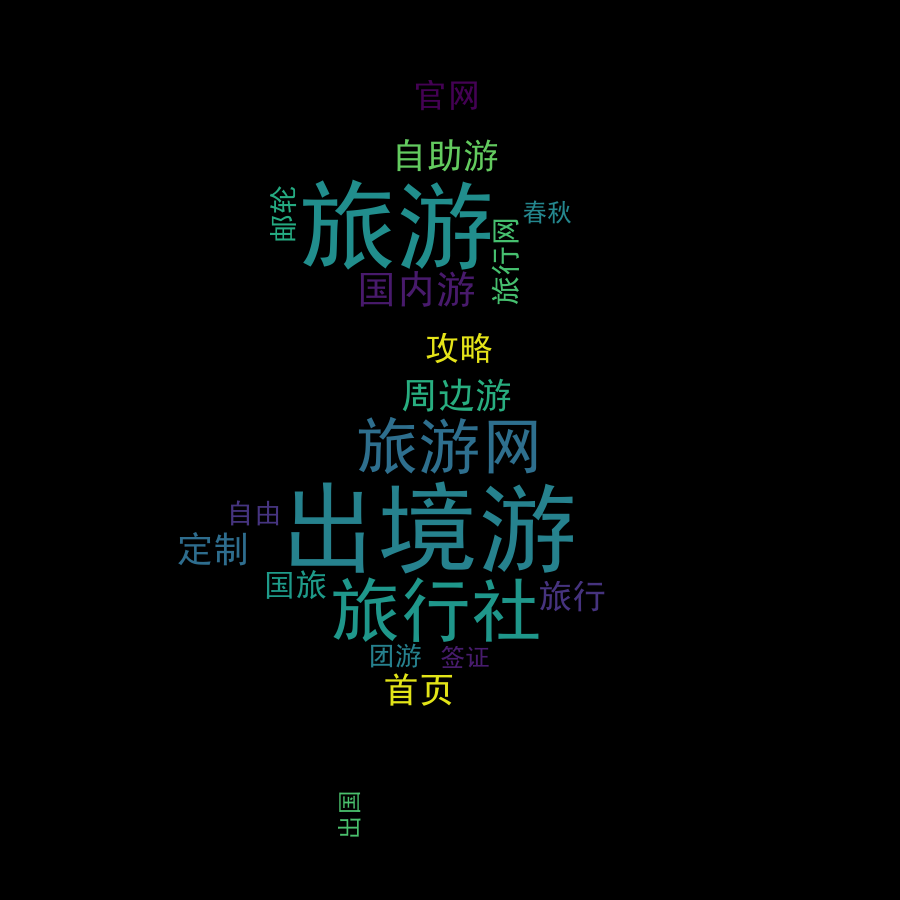 官网
自助游
邮轮
旅游
春秋
旅行网
国内游
攻略
周边游
旅游网
出境游
自由
定制
国旅
旅行社
旅行
团游
签证
首页
出国